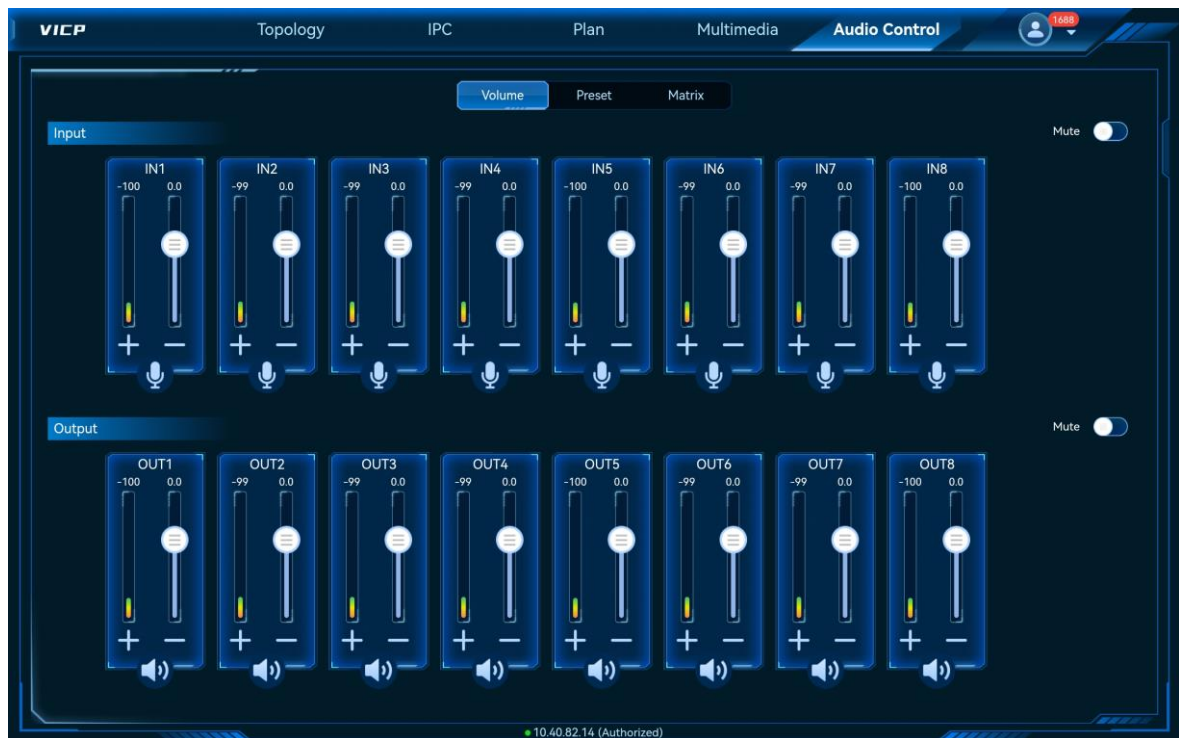 VICP Topology IPC Plan Multimedia Audio Control 1688
Volume Preset Matrix
Input Mute
IN1 IN2 IN3 IN4 IN5 IN6 IN7 IN8
-100 0.0 -99 0.0 -99 0.0 -99 0.0 -100 0.0 -99 0.0 -99 0.0 -100 0.0
+ − + − + − + − + − + − + − + −
Output Mute
OUT1 OUT2 OUT3 OUT4 OUT5 OUT6 OUT7 OUT8
-100 0.0 -99 0.0 -99 0.0 -99 0.0 -100 0.0 -99 0.0 -99 0.0 -100 0.0
+ − + − + − + − + − + − + − + −
10.40.82.14 (Authorized)